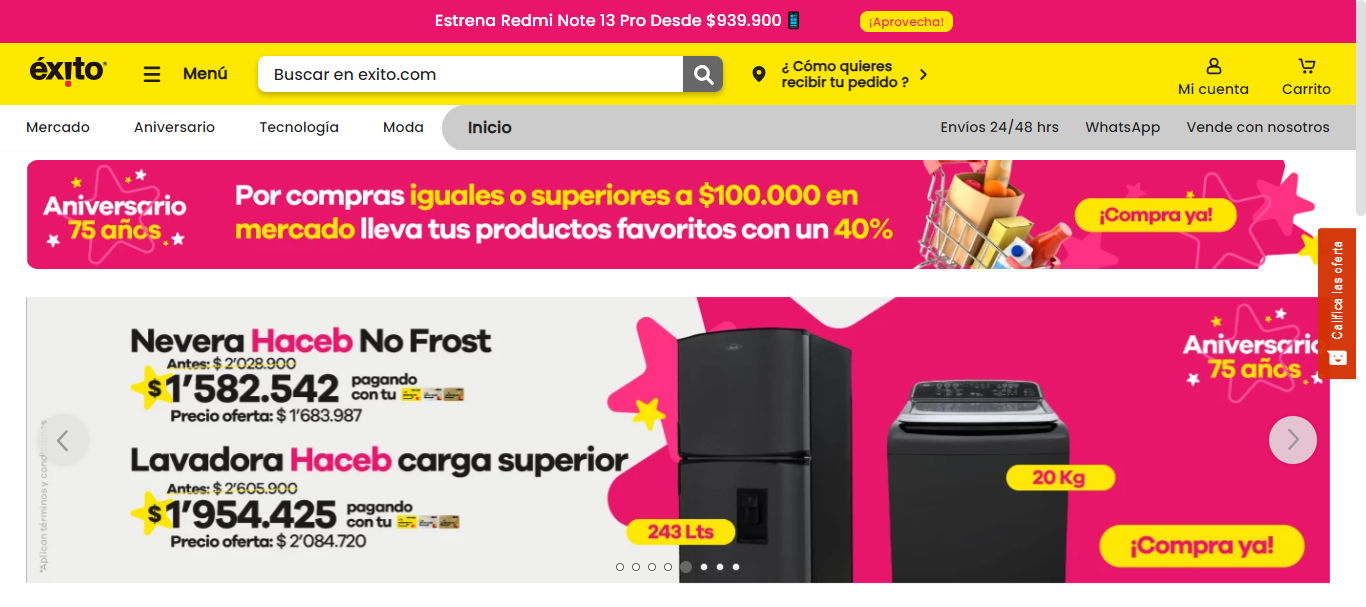 Estrena Redmi Note 13 Pro Desde $939.900
¡Aprovecha!
éxito
Menú
Buscar en exito.com
¿ Cómo quieres
recibir tu pedido ?
Mi cuenta
Carrito
Mercado
Aniversario
Tecnología
Moda
Inicio
Envíos 24/48 hrs
WhatsApp
Vende con nosotros
Aniversario
75 años
Por compras iguales o superiores a $100.000 en
mercado lleva tus productos favoritos con un 40%
¡Compra ya!
Califica las oferta
Nevera Haceb No Frost
Antes: $ 2'028.900
$1'582.542 pagando
con tu
Precio oferta: $ 1'683.987
Lavadora Haceb carga superior
Antes: $ 2'605.900
$1'954.425 pagando
con tu
Precio oferta: $ 2'084.720
*Aplican términos y
243 Lts
20 Kg
Aniversario
75 años
¡Compra ya!